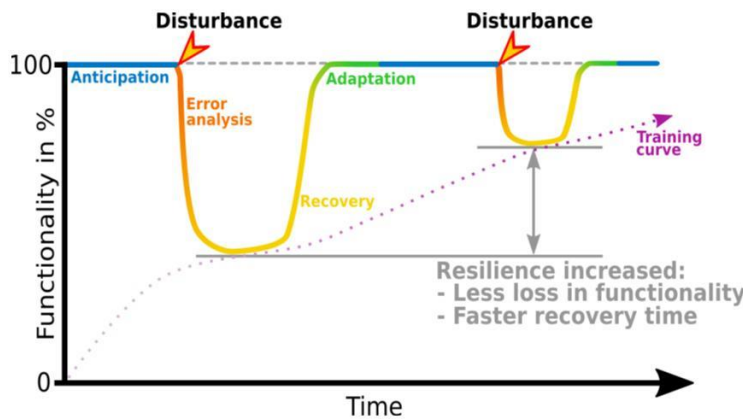 Disturbance
Disturbance
100
Anticipation
Adaptation
Error
analysis
Training
curve
Recovery
Functionality in %
Resilience increased:
- Less loss in functionality
- Faster recovery time
0
Time